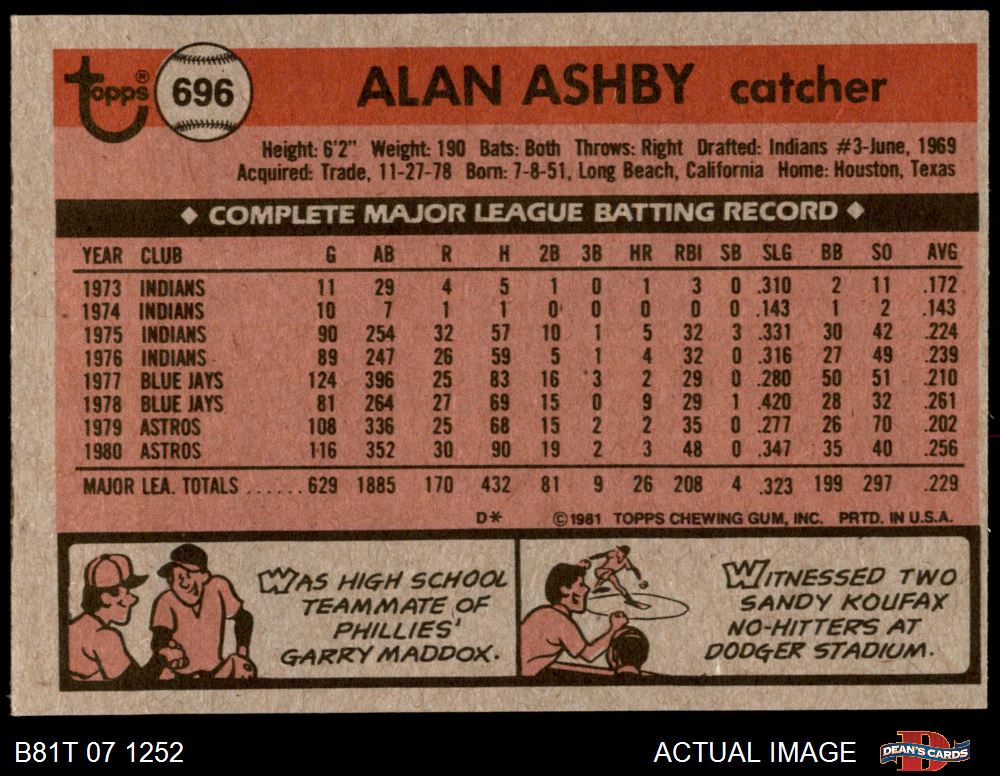 topps® 696 ALAN ASHBY catcher
Height: 6'2" Weight: 190 Bats: Both Throws: Right Drafted: Indians #3-June, 1969
Acquired: Trade, 11-27-78 Born: 7-8-51, Long Beach, California Home: Houston, Texas
◆ COMPLETE MAJOR LEAGUE BATTING RECORD ◆
YEAR CLUB G AB R H 2B 3B HR RBI SB SLG BB SO AVG
1973 INDIANS 11 29 4 5 1 0 1 3 0 .310 2 11 .172
1974 INDIANS 10 7 1 1 0 0 0 0 0 .143 1 2 .143
1975 INDIANS 90 254 32 57 10 1 5 32 3 .331 30 42 .224
1976 INDIANS 89 247 26 59 5 1 4 32 0 .316 27 49 .239
1977 BLUE JAYS 124 396 25 83 16 3 2 29 0 .280 50 51 .210
1978 BLUE JAYS 81 264 27 69 15 0 9 29 1 .420 28 32 .261
1979 ASTROS 108 336 25 68 15 2 2 35 0 .277 26 70 .202
1980 ASTROS 116 352 30 90 19 2 3 48 0 .347 35 40 .256
MAJOR LEA. TOTALS ......629 1885 170 432 81 9 26 208 4 .323 199 297 .229
D* ©1981 TOPPS CHEWING GUM, INC. PRTD. IN U.S.A.
WAS HIGH SCHOOL
TEAMMATE OF
PHILLIES'
GARRY MADDOX.
WITNESSED TWO
SANDY KOUFAX
NO-HITTERS AT
DODGER STADIUM.
B81T 07 1252 ACTUAL IMAGE DEAN'S CARDS